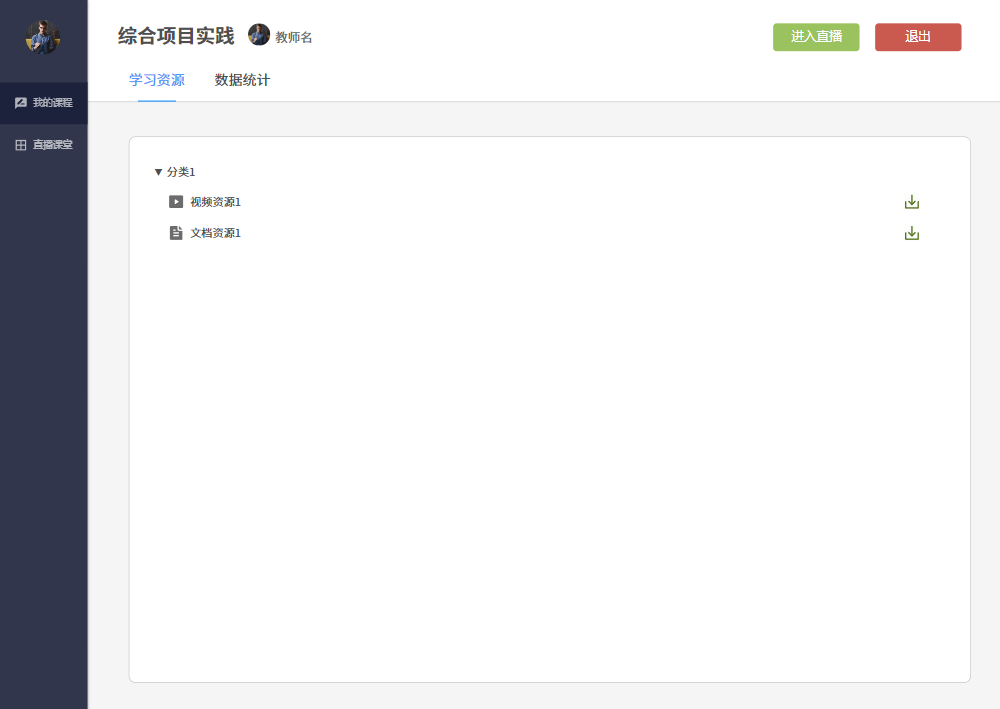 综合项目实践
教师名
进入直播
退出
学习资源
数据统计
我的课程
直播课堂
分类1
视频资源1
文档资源1